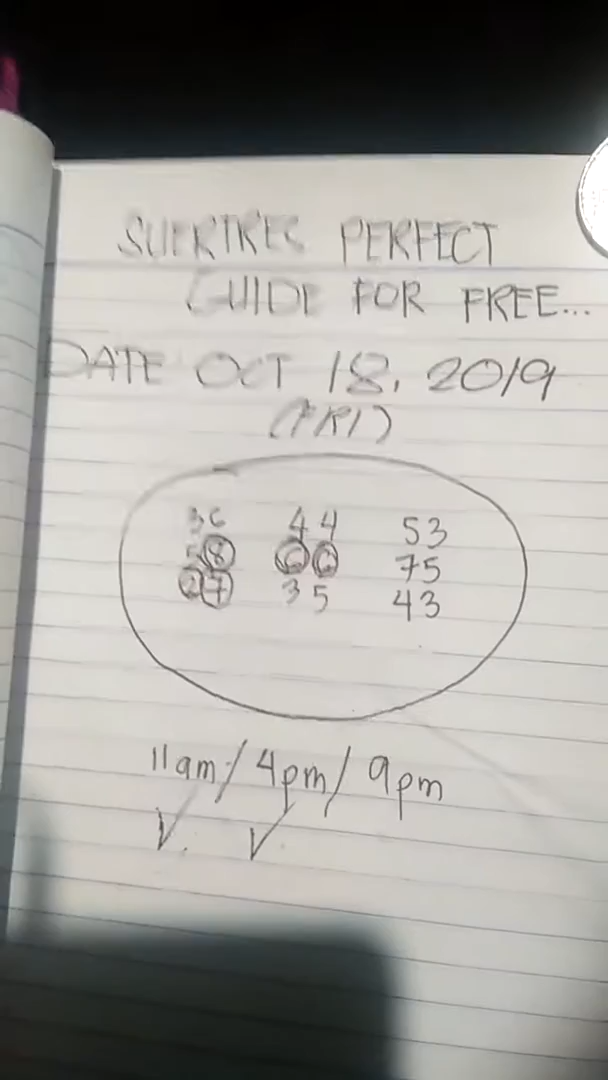 SUERTRES PERFECT
GUIDE FOR FREE...
DATE OCT 18, 2019
(FRI)
36 44 53
58 66 75
27 35 43
11am/4pm/9pm